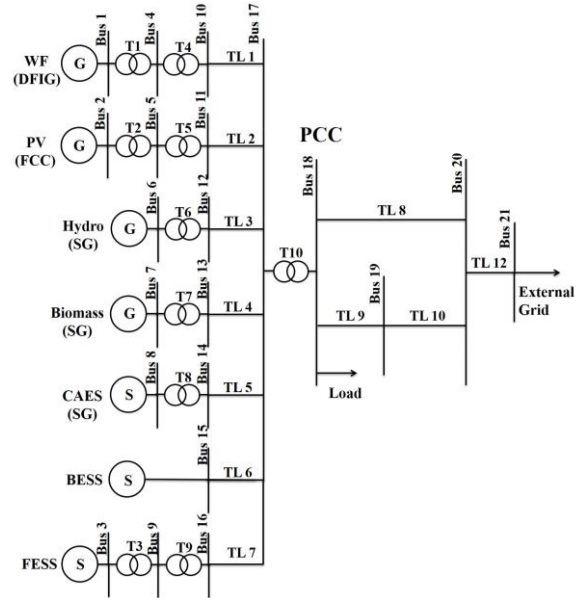 Bus 1
Bus 4
Bus 10
Bus 17
WF
(DFIG)
G
T1
T4
TL 1
Bus 2
Bus 5
Bus 11
PV
(FCC)
G
T2
T5
TL 2
Bus 6
Bus 12
Hydro
(SG)
G
T6
TL 3
Bus 7
Bus 13
Biomass
(SG)
G
T7
TL 4
Bus 8
Bus 14
CAES
(SG)
S
T8
TL 5
Bus 15
BESS
S
TL 6
Bus 3
Bus 9
Bus 16
FESS
S
T3
T9
TL 7
PCC
Bus 18
Bus 20
TL 8
Bus 21
T10
Bus 19
TL 12
External
Grid
TL 9
TL 10
Load